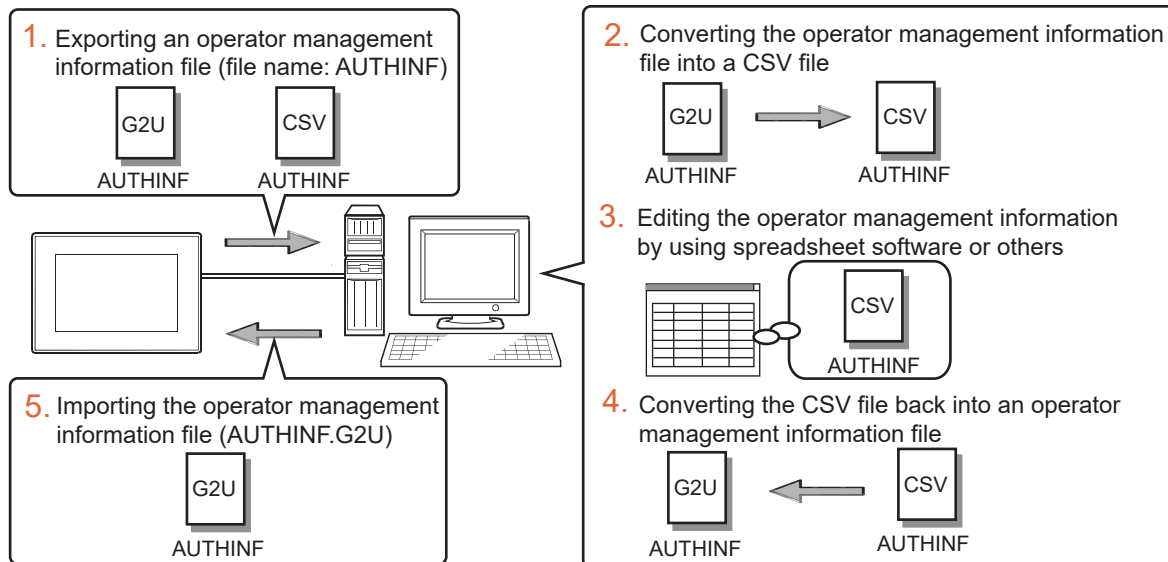 1. Exporting an operator management
information file (file name: AUTHINF)
G2U
CSV
AUTHINF
AUTHINF
5. Importing the operator management
information file (AUTHINF.G2U)
G2U
AUTHINF
2. Converting the operator management information
file into a CSV file
G2U
CSV
AUTHINF
AUTHINF
3. Editing the operator management information
by using spreadsheet software or others
CSV
AUTHINF
4. Converting the CSV file back into an operator
management information file
G2U
CSV
AUTHINF
AUTHINF